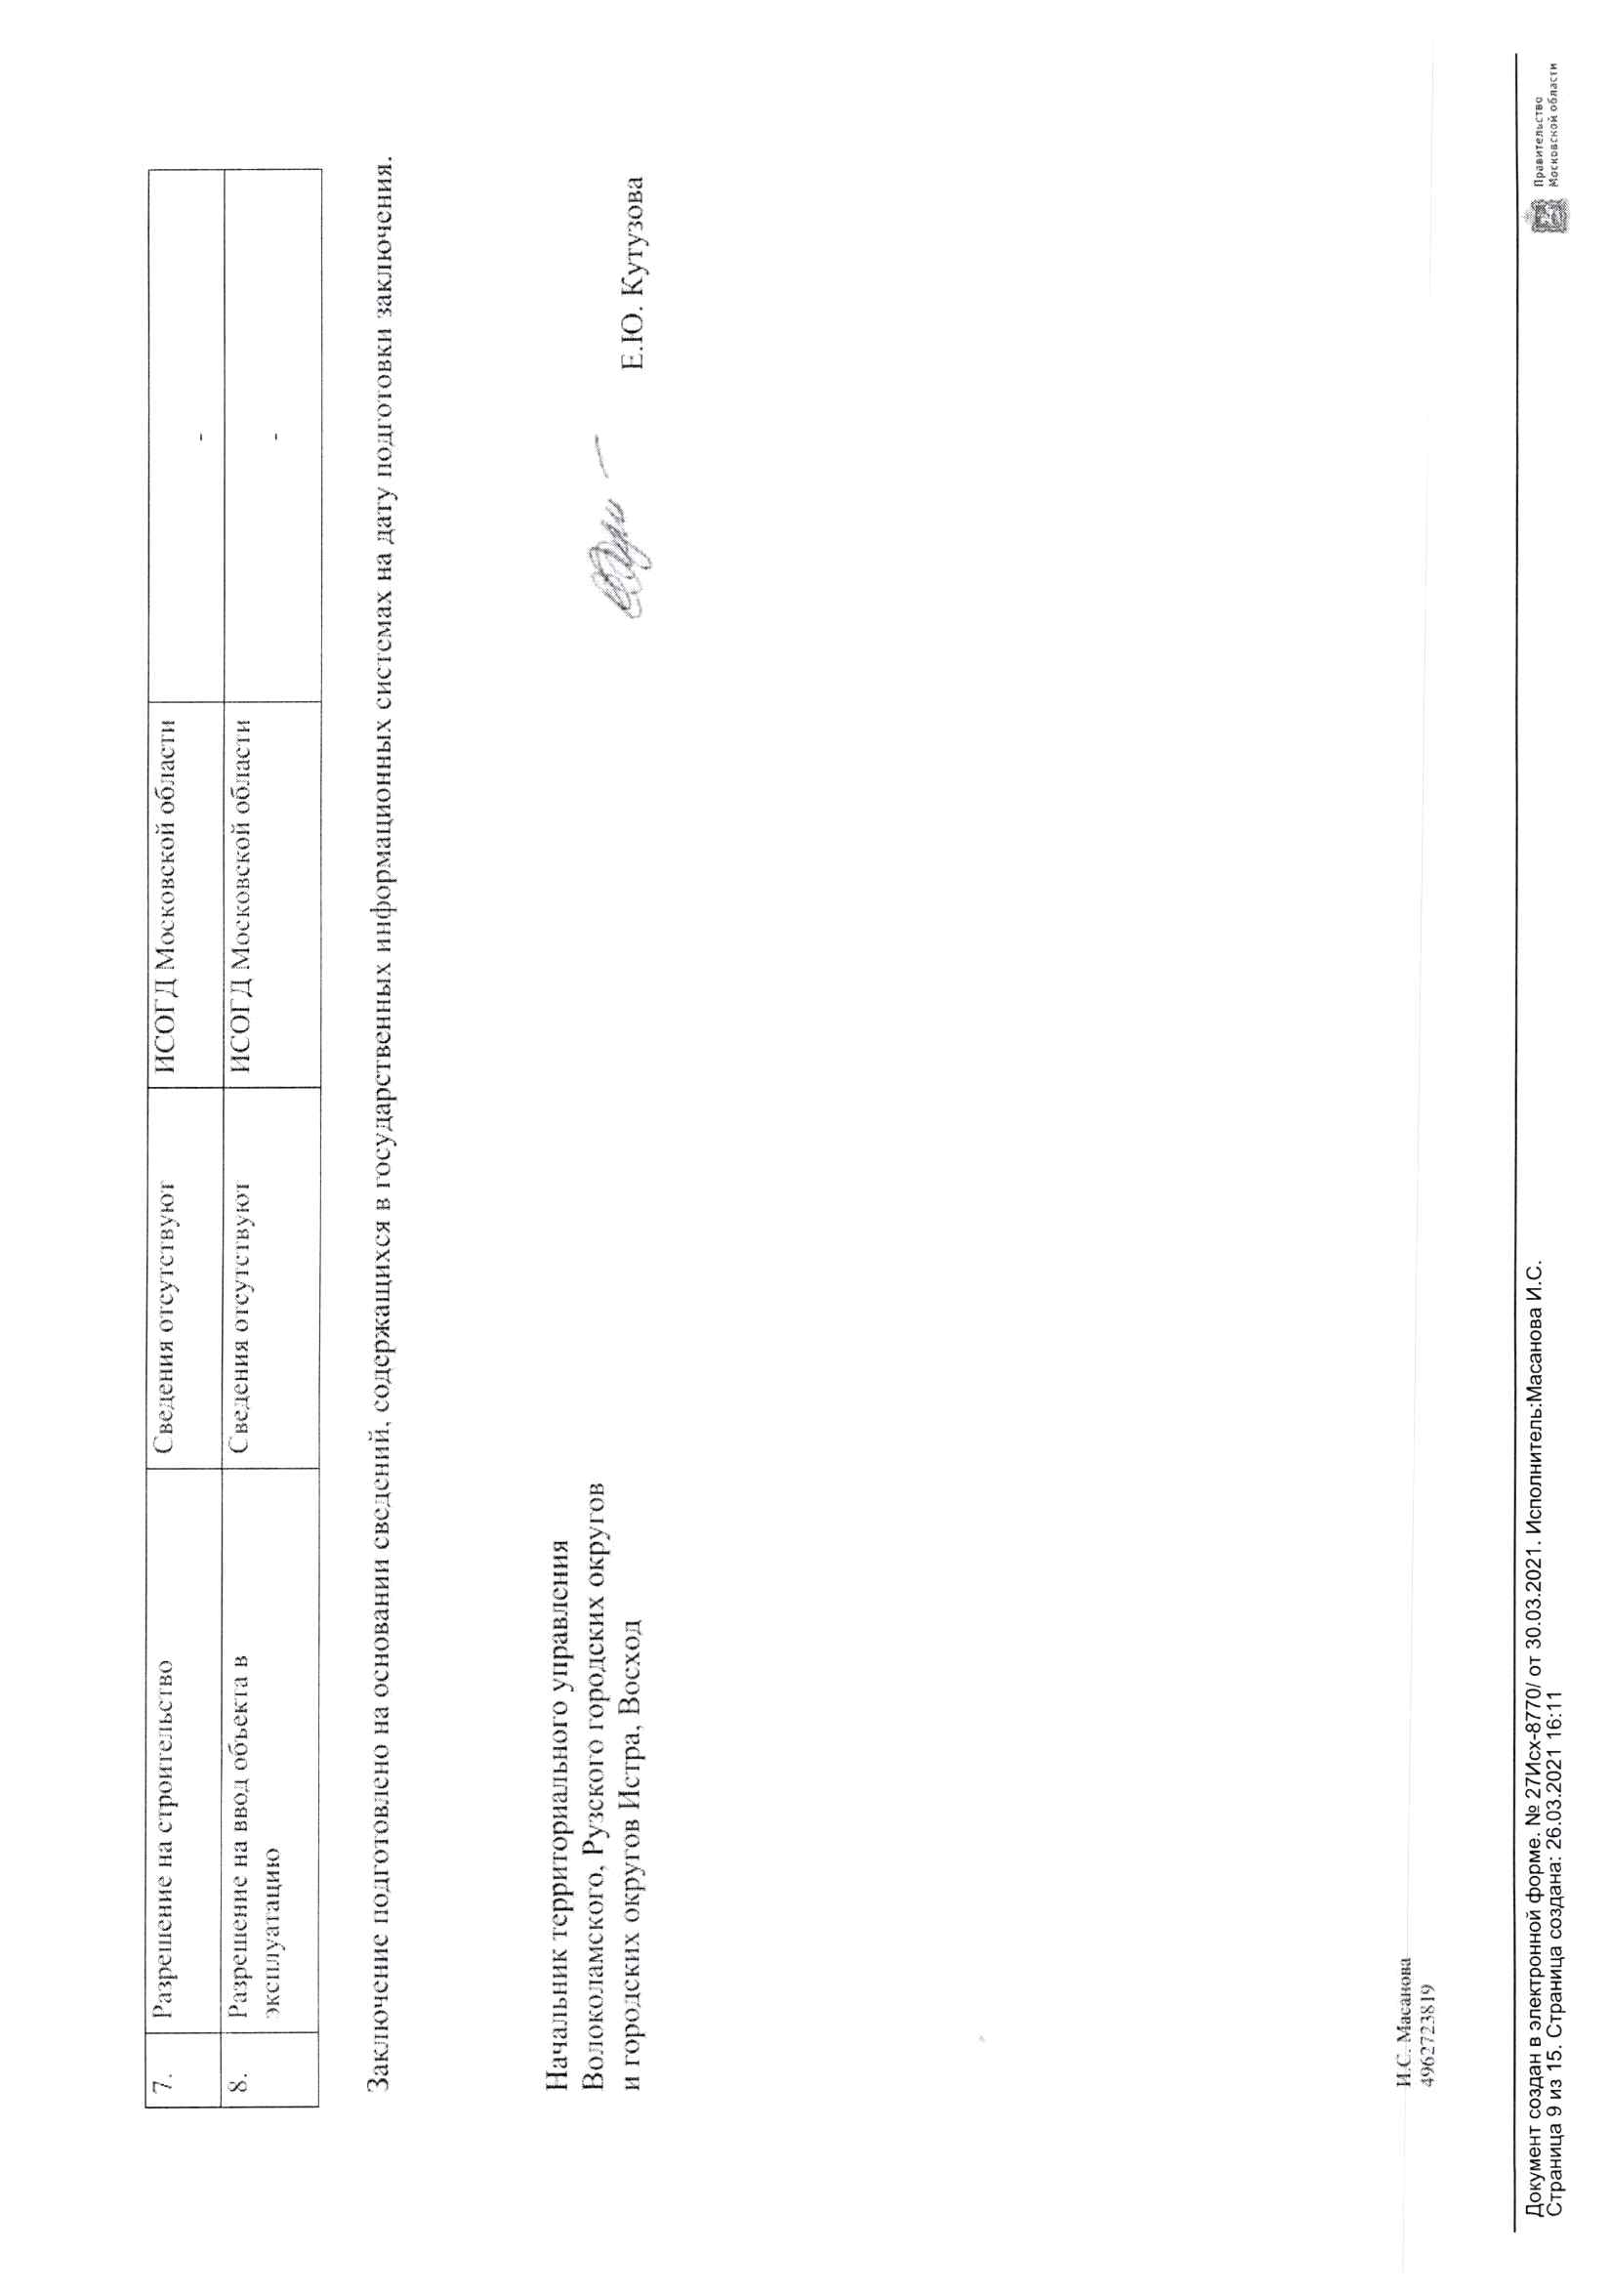 7. Разрешение на строительство Сведения отсутствуют ИСОГД Московской области -
8. Разрешение на ввод объекта в Сведения отсутствуют ИСОГД Московской области -
эксплуатацию
Заключение подготовлено на основании сведений, содержащихся в государственных информационных системах на дату подготовки заключения.
Начальник территориального управления
Волоколамского, Рузского городских округов
и городских округов Истра, Восход Е.Ю. Кутузова
И.С. Масанова
4962723819
Документ создан в электронной форме. № 27Исх-8770/ от 30.03.2021. Исполнитель:Масанова И.С.
Страница 9 из 15. Страница создана: 26.03.2021 16:11
Правительство
Московской области